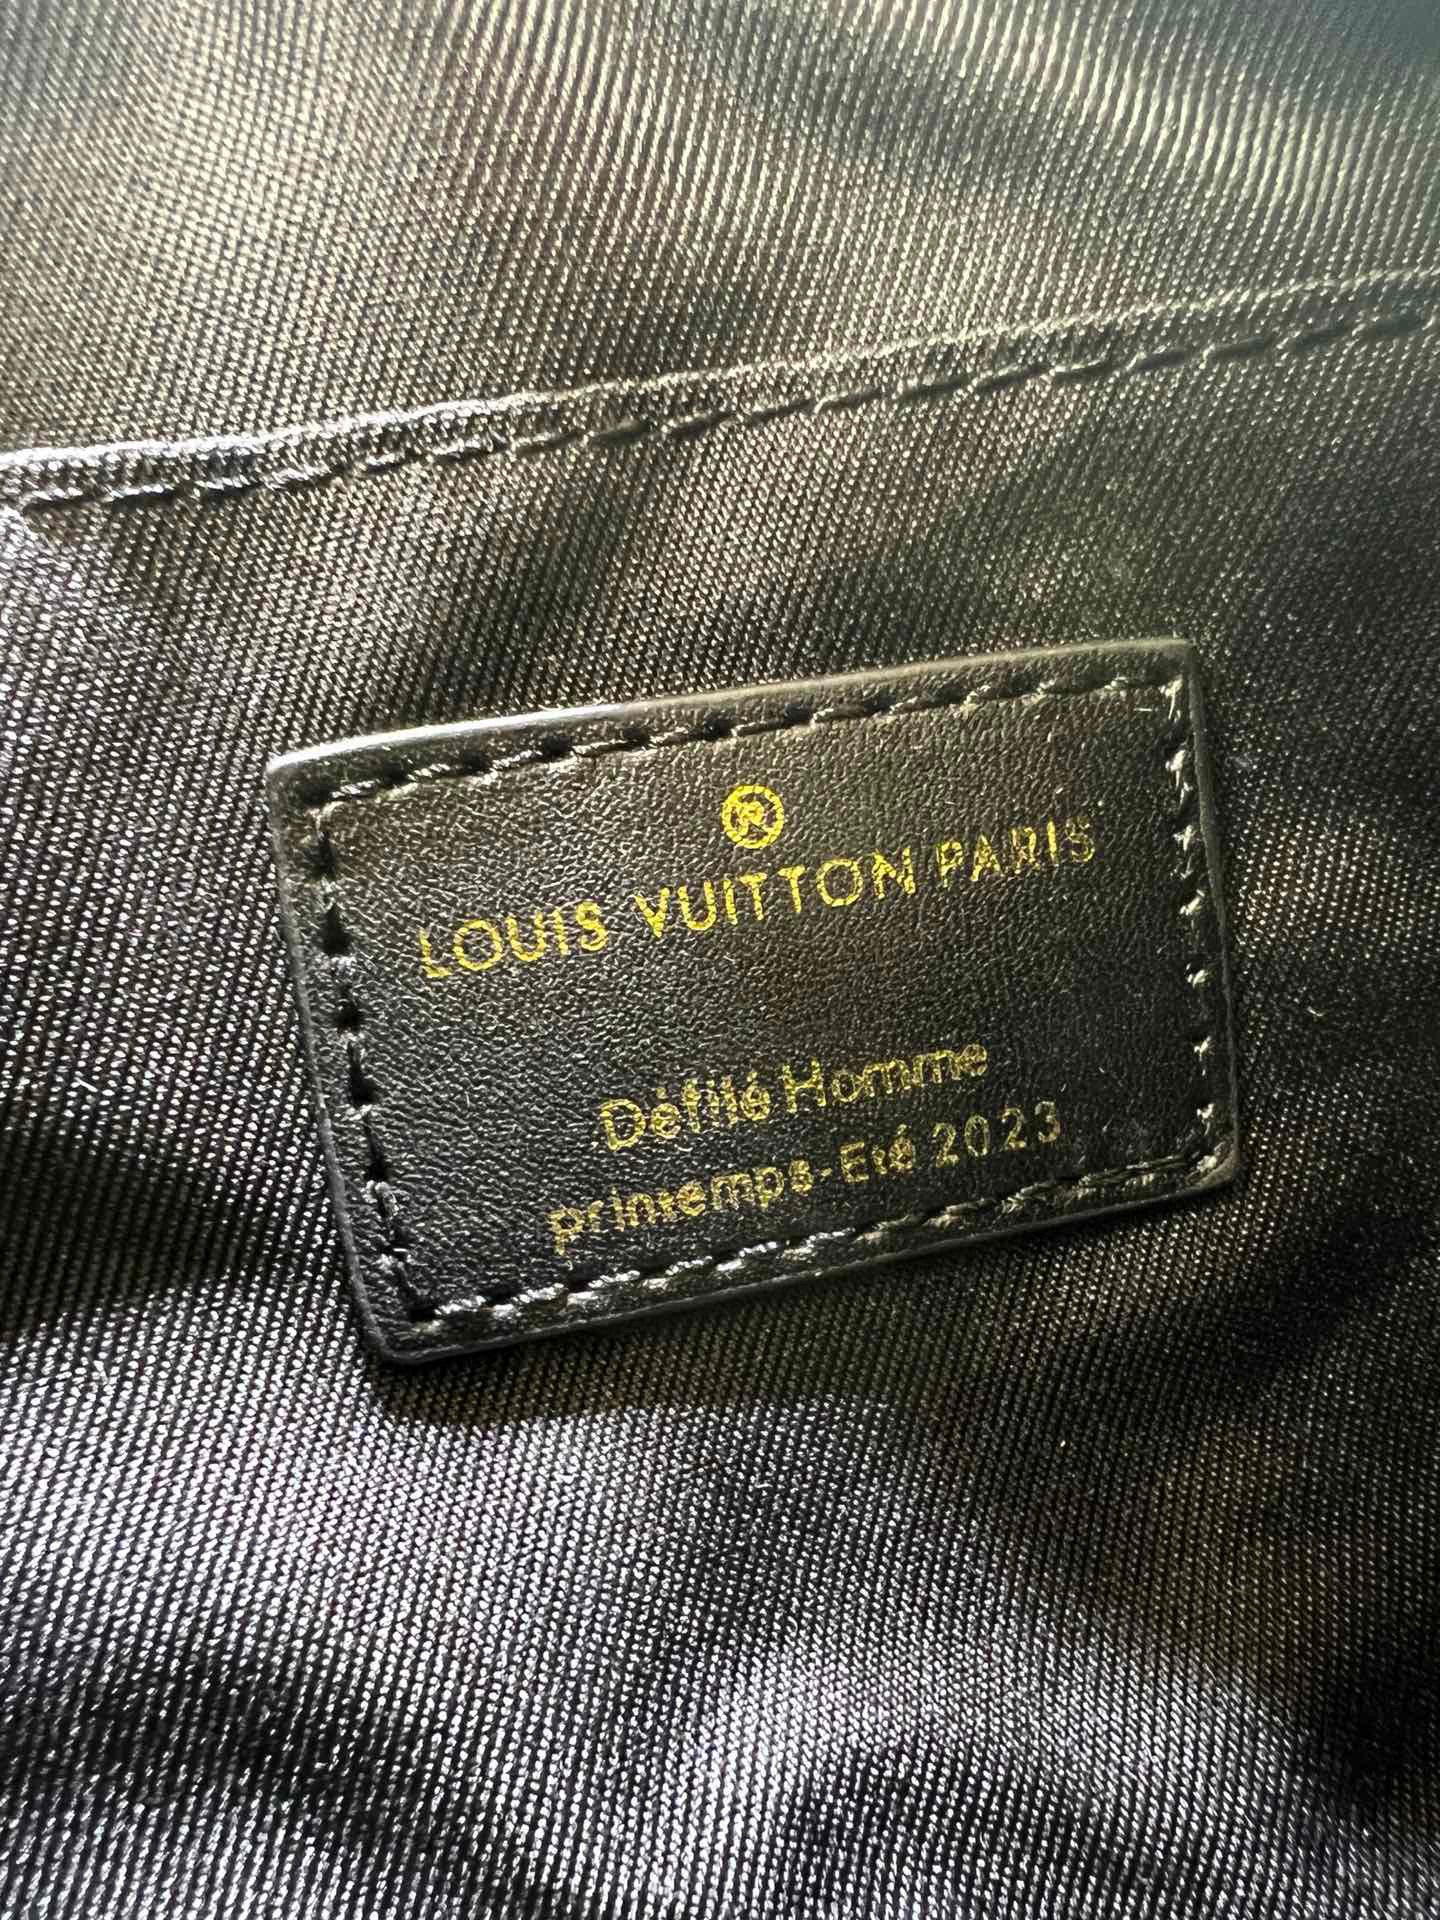 ®
LOUIS VUITTON PARIS
Défilé Homme
printemps-Eté 2023